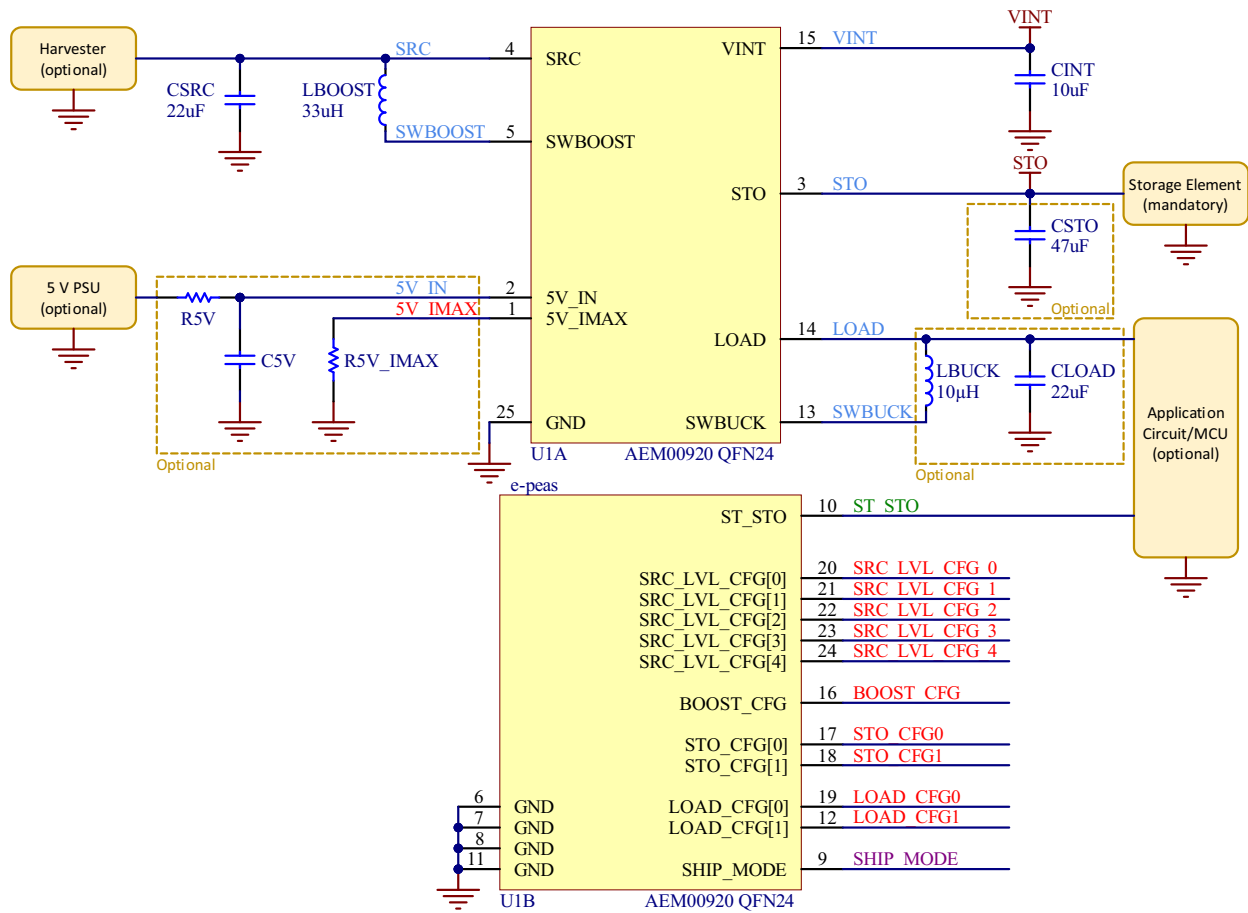 Harvester
(optional)
SRC
4
SRC
CSRC
22uF
LBOOST
33uH
SWBOOST
5
SWBOOST
VINT
15
VINT
VINT
CINT
10uF
STO
3
STO
STO
Storage Element
(mandatory)
CSTO
47uF
Optional
5 V PSU
(optional)
R5V
5V_IN
2
5V_IN
5V_IMAX
1
5V_IMAX
C5V
R5V_IMAX
25
GND
Optional
LOAD
14
LOAD
LBUCK
10µH
CLOAD
22uF
SWBUCK
13
SWBUCK
Optional
Application
Circuit/MCU
(optional)
U1A
AEM00920 QFN24
e-peas
ST_STO
10
ST_STO
SRC_LVL_CFG[0]
20
SRC_LVL_CFG_0
SRC_LVL_CFG[1]
21
SRC_LVL_CFG_1
SRC_LVL_CFG[2]
22
SRC_LVL_CFG_2
SRC_LVL_CFG[3]
23
SRC_LVL_CFG_3
SRC_LVL_CFG[4]
24
SRC_LVL_CFG_4
BOOST_CFG
16
BOOST_CFG
STO_CFG[0]
17
STO_CFG0
STO_CFG[1]
18
STO_CFG1
6
GND
LOAD_CFG[0]
19
LOAD_CFG0
7
GND
LOAD_CFG[1]
12
LOAD_CFG1
8
GND
11
GND
SHIP_MODE
9
SHIP_MODE
U1B
AEM00920 QFN24